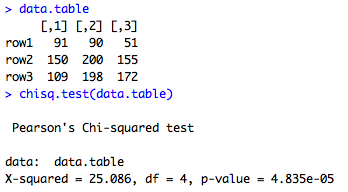 > data.table
[,1] [,2] [,3]
row1 91 90 51
row2 150 200 155
row3 109 198 172
> chisq.test(data.table)
Pearson's Chi-squared test
data: data.table
X-squared = 25.086, df = 4, p-value = 4.835e-05